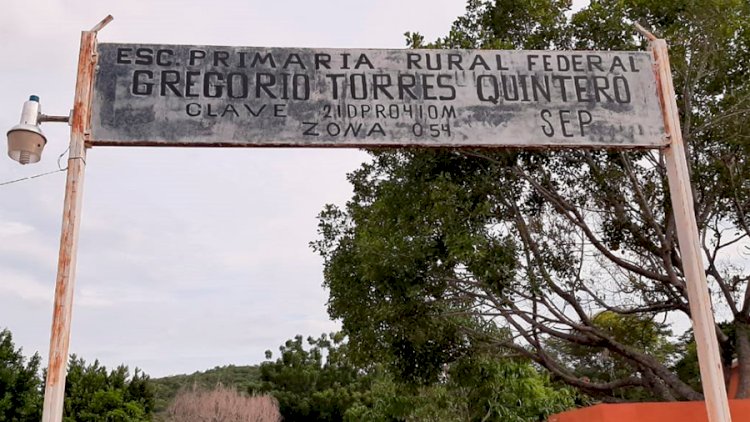 ESC. PRIMARIA RURAL FEDERAL
GREGORIO TORRES QUINTERO
CLAVE 21DPR0410M
ZONA 054 SEP